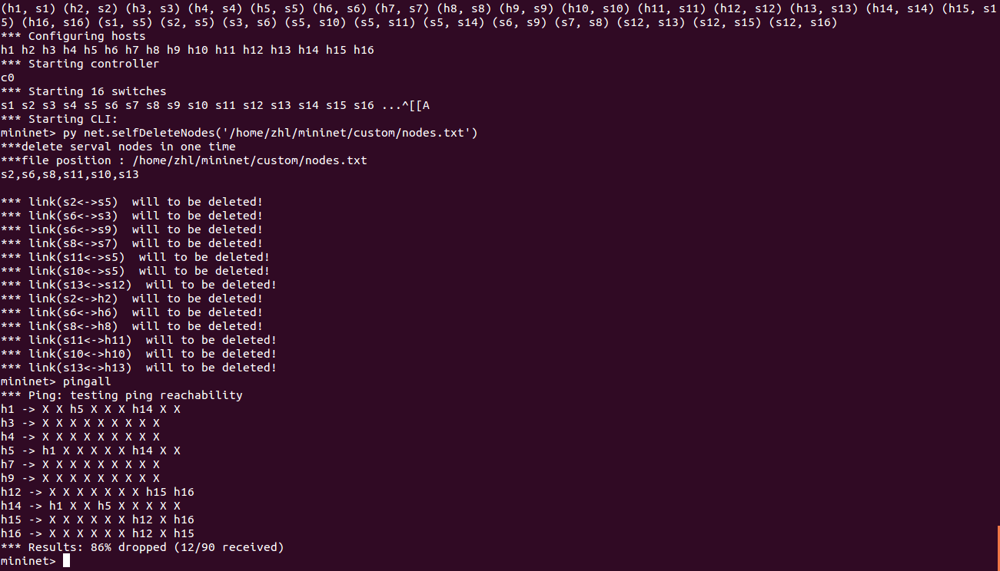 (h1, s1) (h2, s2) (h3, s3) (h4, s4) (h5, s5) (h6, s6) (h7, s7) (h8, s8) (h9, s9) (h10, s10) (h11, s11) (h12, s12) (h13, s13) (h14, s14) (h15, s1
5) (h16, s16) (s1, s5) (s2, s5) (s3, s6) (s5, s10) (s5, s11) (s5, s14) (s6, s9) (s7, s8) (s12, s13) (s12, s15) (s12, s16)
*** Configuring hosts
h1 h2 h3 h4 h5 h6 h7 h8 h9 h10 h11 h12 h13 h14 h15 h16
*** Starting controller
c0
*** Starting 16 switches
s1 s2 s3 s4 s5 s6 s7 s8 s9 s10 s11 s12 s13 s14 s15 s16 ...^[[A
*** Starting CLI:
mininet> py net.selfDeleteNodes('/home/zhl/mininet/custom/nodes.txt')
***delete serval nodes in one time
***file position : /home/zhl/mininet/custom/nodes.txt
s2,s6,s8,s11,s10,s13
*** link(s2<->s5)  will to be deleted!
*** link(s6<->s3)  will to be deleted!
*** link(s6<->s9)  will to be deleted!
*** link(s8<->s7)  will to be deleted!
*** link(s11<->s5)  will to be deleted!
*** link(s10<->s5)  will to be deleted!
*** link(s13<->s12)  will to be deleted!
*** link(s2<->h2)  will to be deleted!
*** link(s6<->h6)  will to be deleted!
*** link(s8<->h8)  will to be deleted!
*** link(s11<->h11)  will to be deleted!
*** link(s10<->h10)  will to be deleted!
*** link(s13<->h13)  will to be deleted!
mininet> pingall
*** Ping: testing ping reachability
h1 -> X X h5 X X X h14 X X
h3 -> X X X X X X X X X
h4 -> X X X X X X X X X
h5 -> h1 X X X X X h14 X X
h7 -> X X X X X X X X X
h9 -> X X X X X X X X X
h12 -> X X X X X X X h15 h16
h14 -> h1 X X h5 X X X X X
h15 -> X X X X X X h12 X h16
h16 -> X X X X X X h12 X h15
*** Results: 86% dropped (12/90 received)
mininet>